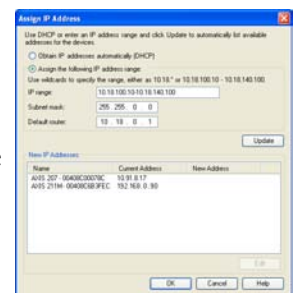 Assign IP Address
Use DHCP or enter an IP address range and click Update to automatically list available
addresses for the devices.
Obtain IP addresses automatically (DHCP)
Assign the following IP address range:
Use wildcards to specify the range, either as 10.18.* or 10.18.100.10 - 10.18.140.100.
IP range: 10.18.100.10-10.18.140.100
Subnet mask: 255 . 255 . 0 . 0
Default router: 10 . 18 . 0 . 1
Update
New IP Addresses
Name Current Address New Address
AXIS 207 - 00408C00078C 10.91.8.17
AXIS 211M - 00408C6B3FEC 192.168.0.90
Edit
OK Cancel Help